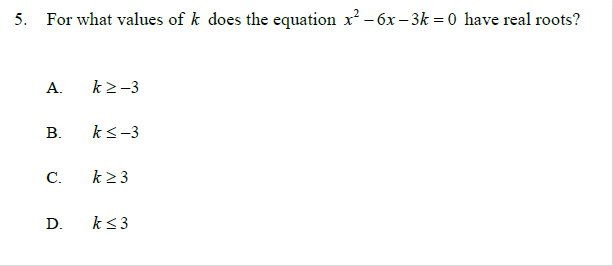 5. For what values of k does the equation x² – 6x – 3k = 0 have real roots?
A. k ≥ –3
B. k ≤ –3
C. k ≥ 3
D. k ≤ 3